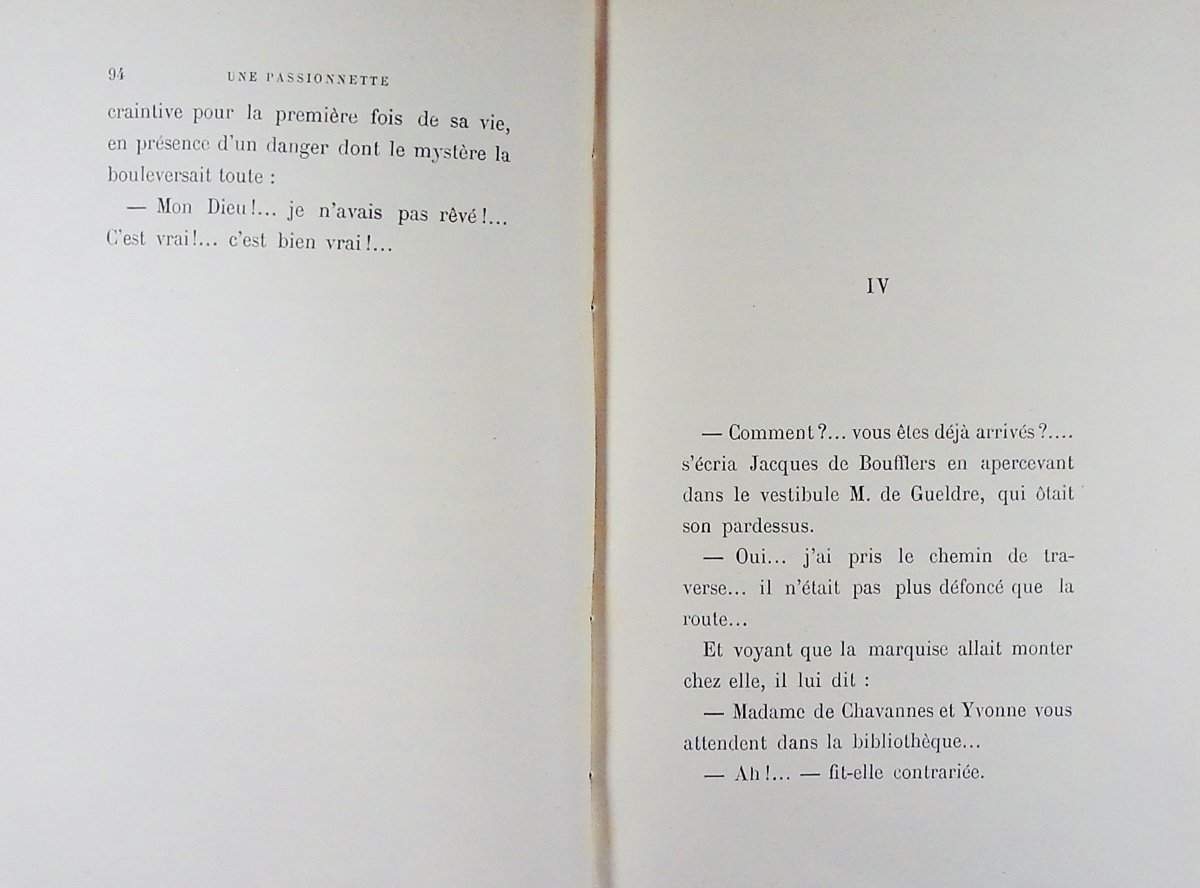 94
UNE PASSIONNETTE
craintive pour la première fois de sa vie,
en présence d'un danger dont le mystère la
bouleversait toute :
— Mon Dieu!... je n'avais pas rêvé!...
C'est vrai!... c'est bien vrai!...
IV
— Comment?... vous êtes déjà arrivés?....
s'écria Jacques de Boufflers en apercevant
dans le vestibule M. de Gueldre, qui ôtait
son pardessus.
— Oui... j'ai pris le chemin de tra-
verse... il n'était pas plus défoncé que la
route...
Et voyant que la marquise allait monter
chez elle, il lui dit :
— Madame de Chavannes et Yvonne vous
attendent dans la bibliothèque...
— Ah!... — fit-elle contrariée.